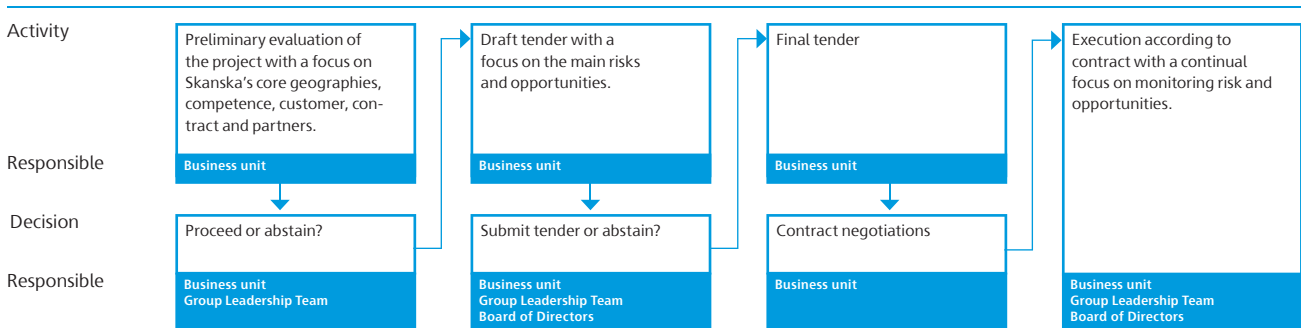 Activity
Preliminary evaluation of
the project with a focus on
Skanska's core geographies,
competence, customer, con-
tract and partners.
Draft tender with a
focus on the main risks
and opportunities.
Final tender
Execution according to
contract with a continual
focus on monitoring risk and
opportunities.
Responsible
Business unit
Business unit
Business unit
Decision
Proceed or abstain?
Submit tender or abstain?
Contract negotiations
Responsible
Business unit
Group Leadership Team
Business unit
Group Leadership Team
Board of Directors
Business unit
Business unit
Group Leadership Team
Board of Directors